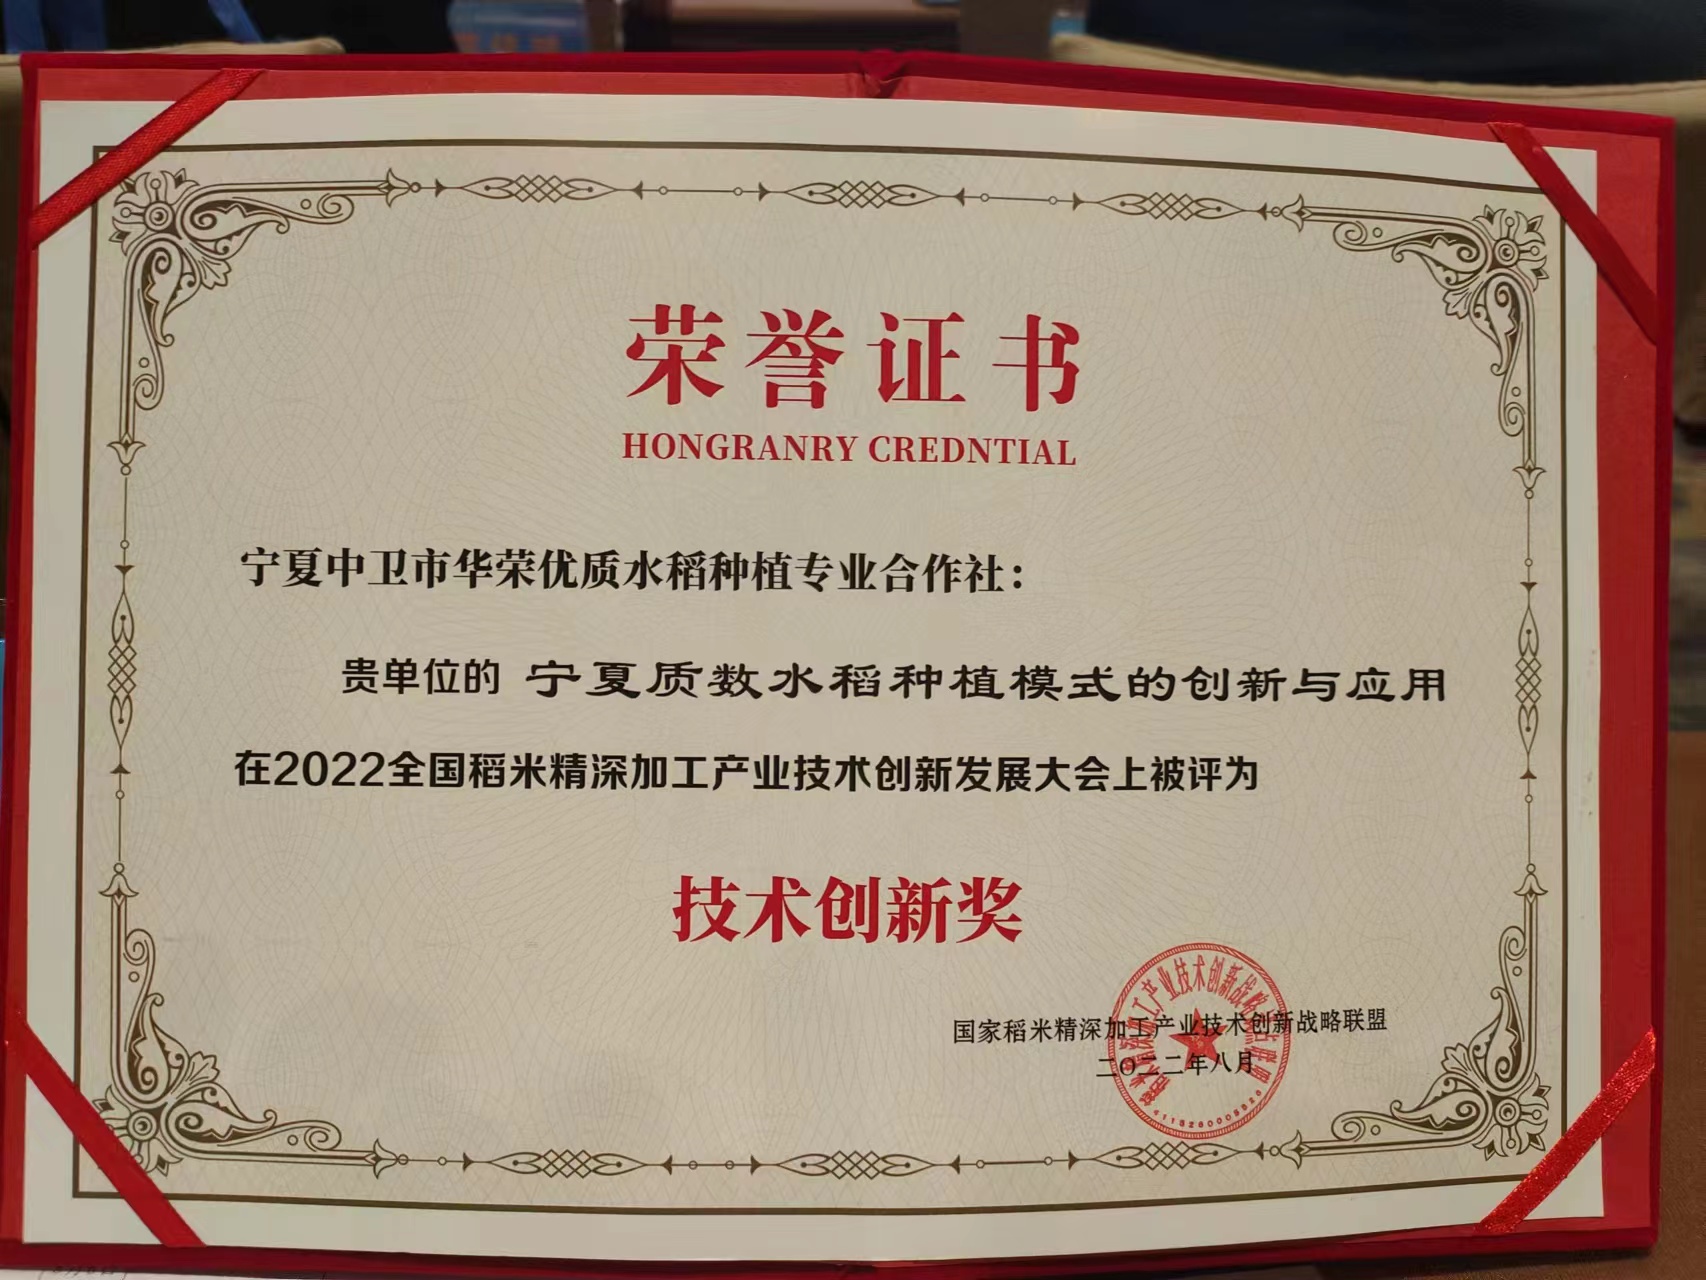 荣誉证书
HONGRANRY CREDNTIAL
宁夏中卫市华荣优质水稻种植专业合作社：
贵单位的 宁夏质数水稻种植模式的创新与应用
在2022全国稻米精深加工产业技术创新发展大会上被评为
技术创新奖
国家稻米精深加工产业技术创新战略联盟
二〇二二年八月